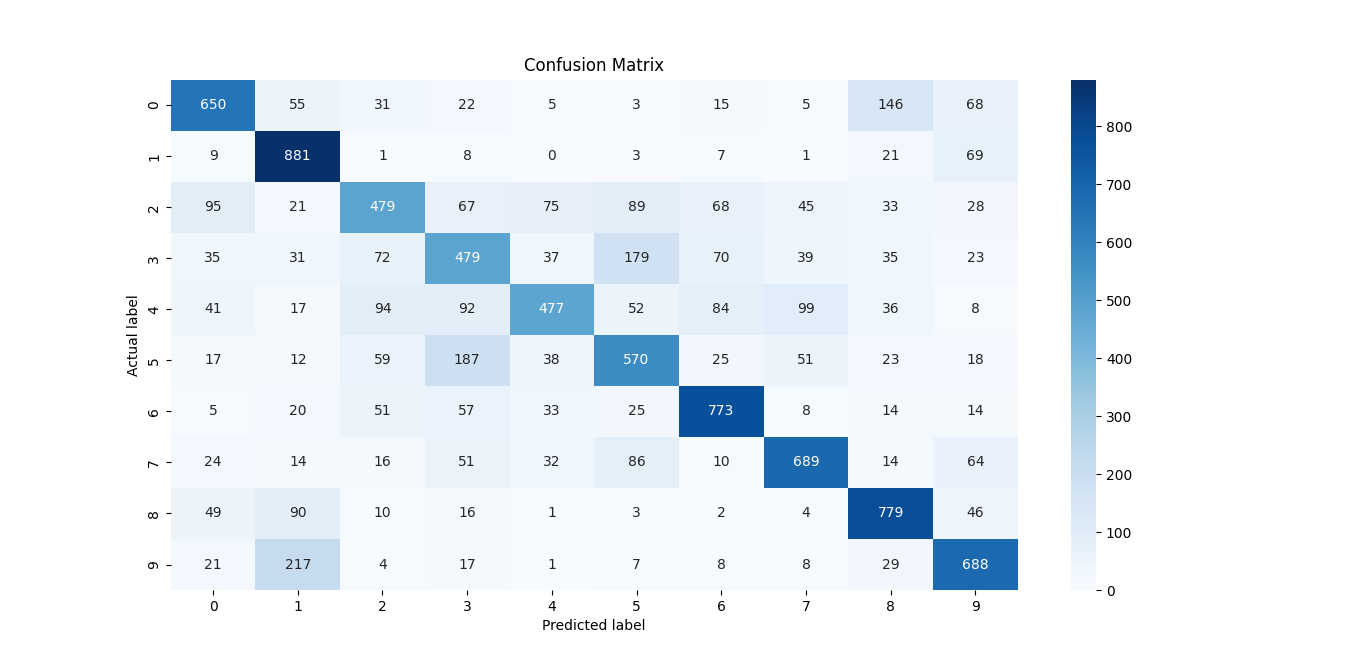 Confusion Matrix
0 650 55 31 22 5 3 15 5 146 68
1 9 881 1 8 0 3 7 1 21 69
2 95 21 479 67 75 89 68 45 33 28
3 35 31 72 479 37 179 70 39 35 23
4 41 17 94 92 477 52 84 99 36 8
5 17 12 59 187 38 570 25 51 23 18
6 5 20 51 57 33 25 773 8 14 14
7 24 14 16 51 32 86 10 689 14 64
8 49 90 10 16 1 3 2 4 779 46
9 21 217 4 17 1 7 8 8 29 688
0 1 2 3 4 5 6 7 8 9
Predicted label
Actual label
800
700
600
500
400
300
200
100
0